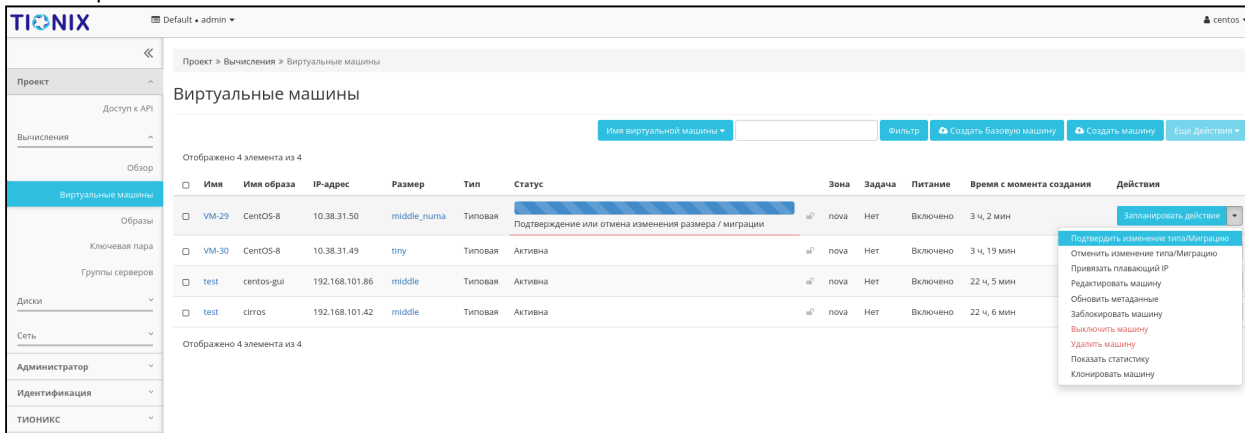 TIONIX
Default • admin
centos
Проект
Доступ к API
Вычисления
Обзор
Виртуальные машины
Образы
Ключевая пара
Группы серверов
Диски
Сеть
Администратор
Идентификация
ТИОНИКС
Проект » Вычисления » Виртуальные машины
Виртуальные машины
Имя виртуальной машины Фильтр Создать базовую машину Создать машину Еще Действия
Отображено 4 элемента из 4
Имя Имя образа IP-адрес Размер Тип Статус Зона Задача Питание Время с момента создания Действия
VM-29 CentOS-8 10.38.31.50 middle_numa Типовая Подтверждение или отмена изменения размера / миграции nova Нет Включено 3 ч, 2 мин Запланировать действие
VM-30 CentOS-8 10.38.31.49 tiny Типовая Активна nova Нет Включено 3 ч, 19 мин
test centos-gui 192.168.101.86 middle Типовая Активна nova Нет Включено 22 ч, 5 мин
test cirros 192.168.101.42 middle Типовая Активна nova Нет Включено 22 ч, 6 мин
Отображено 4 элемента из 4
Подтвердить изменение типа/Миграцию
Отменить изменение типа/Миграцию
Привязать плавающий IP
Редактировать машину
Обновить метаданные
Заблокировать машину
Выключить машину
Удалить машину
Показать статистику
Клонировать машину